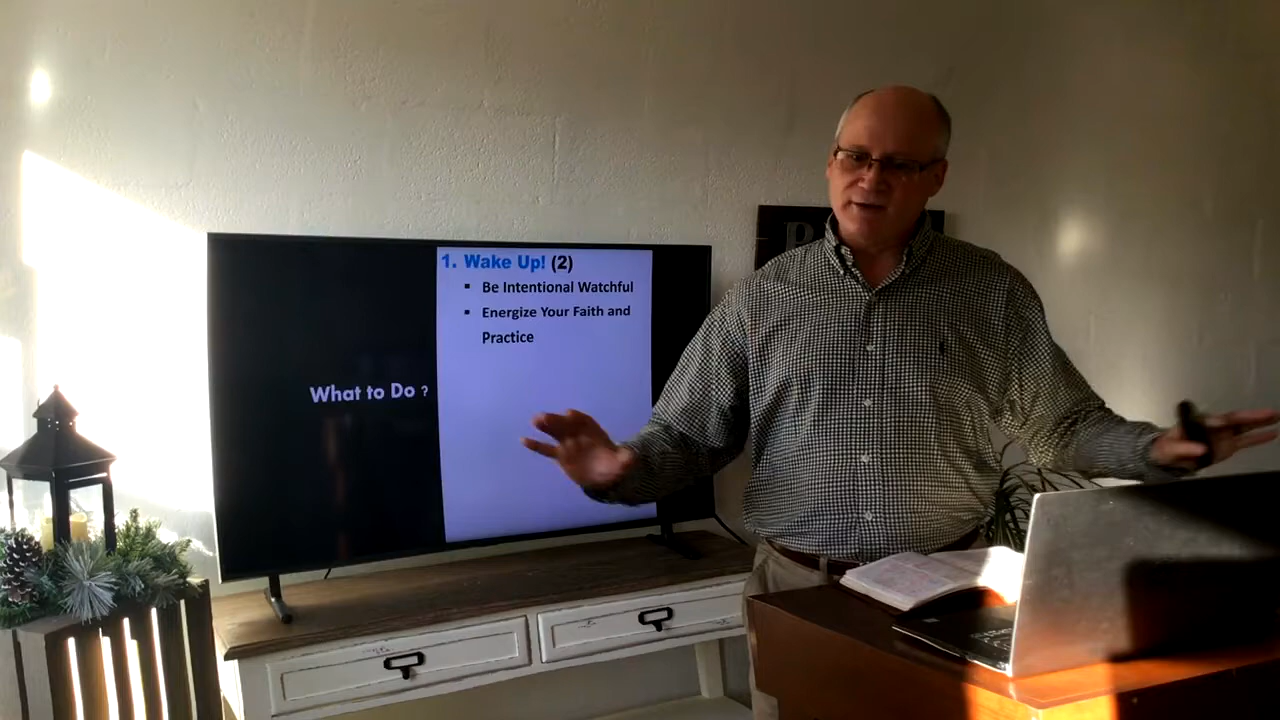 What to Do ?
1. Wake Up! (2)
▪ Be Intentional Watchful
▪ Energize Your Faith and
Practice